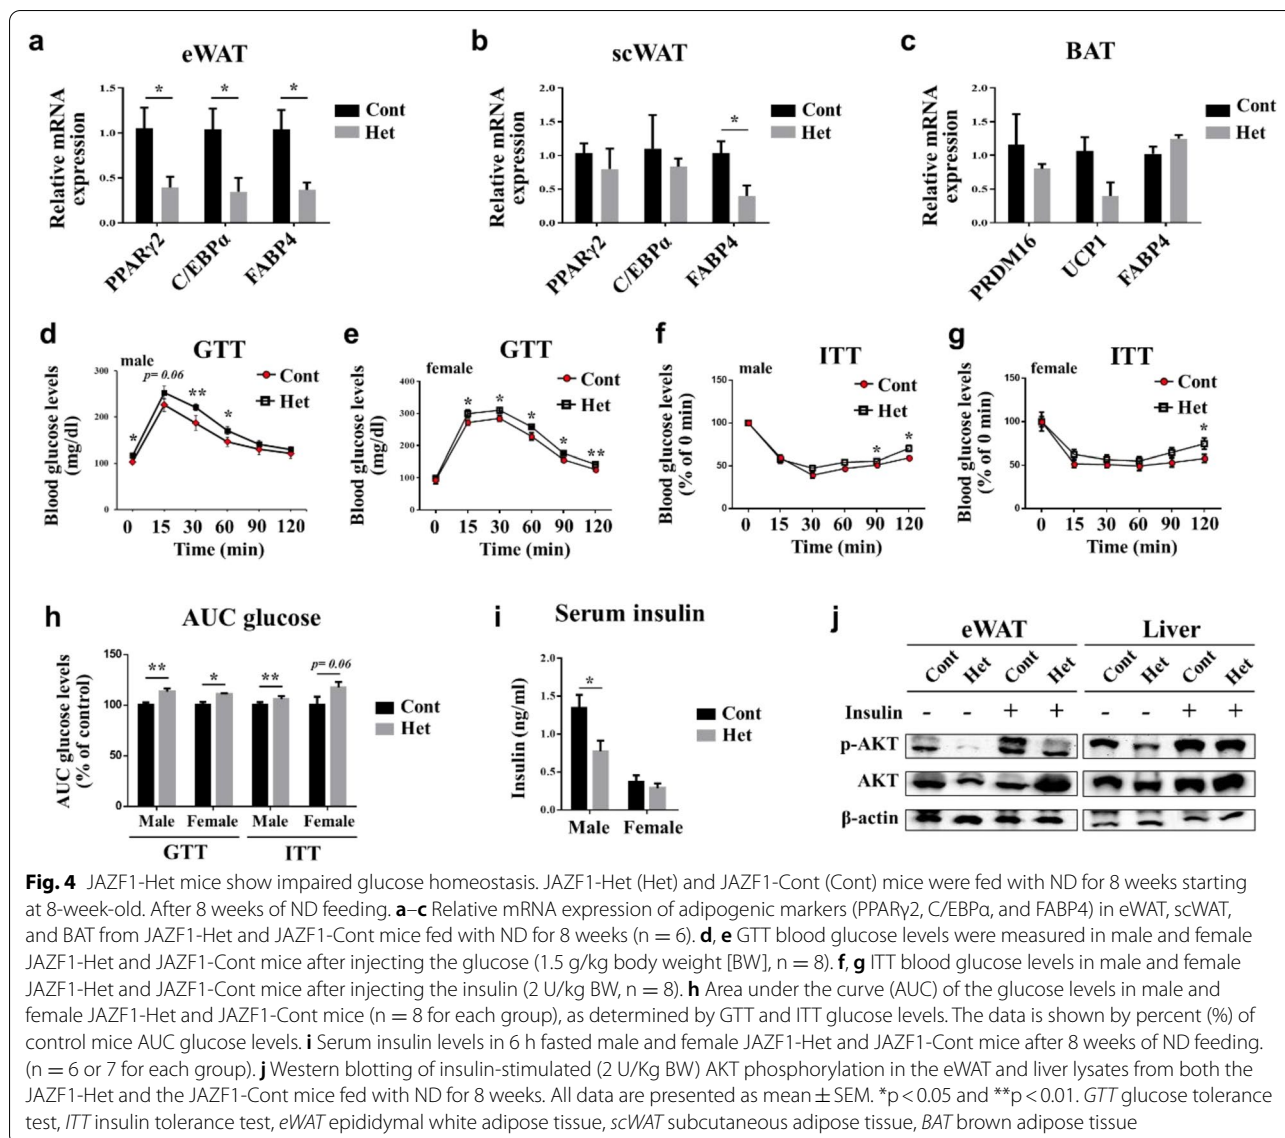 a
eWAT
Relative mRNA
expression
1.5
1.0
0.5
0.0
*
*
*
Cont
Het
PPARγ2
C/EBPα
FABP4
b
scWAT
Relative mRNA
expression
2.0
1.5
1.0
0.5
0.0
*
Cont
Het
PPARγ2
C/EBPα
FABP4
c
BAT
Relative mRNA
expression
2.0
1.5
1.0
0.5
0.0
Cont
Het
PRDM16
UCP1
FABP4
d
GTT
male
p= 0.06
Blood glucose levels
(mg/dl)
300
200
100
0
*
**
*
Cont
Het
0 15 30 60 90 120
Time (min)
e
GTT
female
Blood glucose levels
(mg/dl)
400
300
200
100
0
* * * * **
Cont
Het
0 15 30 60 90 120
Time (min)
f
ITT
male
Blood glucose levels
(% of 0 min)
150
100
50
0
* *
Cont
Het
0 15 30 60 90 120
Time (min)
g
ITT
female
Blood glucose levels
(% of 0 min)
150
100
50
0
*
Cont
Het
0 15 30 60 90 120
Time (min)
h
AUC glucose
AUC glucose levels
(% of control)
150
100
50
0
** * ** p= 0.06
Cont
Het
Male Female Male Female
GTT ITT
i
Serum insulin
Insulin (ng/ml)
2.0
1.5
1.0
0.5
0.0
*
Cont
Het
Male Female
j
eWAT Liver
Cont Het Cont Het Cont Het Cont Het
Insulin - - + + - - + +
p-AKT
AKT
β-actin
Fig. 4 JAZF1-Het mice show impaired glucose homeostasis. JAZF1-Het (Het) and JAZF1-Cont (Cont) mice were fed with ND for 8 weeks starting
at 8-week-old. After 8 weeks of ND feeding. a–c Relative mRNA expression of adipogenic markers (PPARγ2, C/EBPα, and FABP4) in eWAT, scWAT,
and BAT from JAZF1-Het and JAZF1-Cont mice fed with ND for 8 weeks (n = 6). d, e GTT blood glucose levels were measured in male and female
JAZF1-Het and JAZF1-Cont mice after injecting the glucose (1.5 g/kg body weight [BW], n = 8). f, g ITT blood glucose levels in male and female
JAZF1-Het and JAZF1-Cont mice after injecting the insulin (2 U/kg BW, n = 8). h Area under the curve (AUC) of the glucose levels in male and
female JAZF1-Het and JAZF1-Cont mice (n = 8 for each group), as determined by GTT and ITT glucose levels. The data is shown by percent (%) of
control mice AUC glucose levels. i Serum insulin levels in 6 h fasted male and female JAZF1-Het and JAZF1-Cont mice after 8 weeks of ND feeding.
(n = 6 or 7 for each group). j Western blotting of insulin-stimulated (2 U/Kg BW) AKT phosphorylation in the eWAT and liver lysates from both the
JAZF1-Het and the JAZF1-Cont mice fed with ND for 8 weeks. All data are presented as mean ± SEM. *p < 0.05 and **p < 0.01. GTT glucose tolerance
test, ITT insulin tolerance test, eWAT epididymal white adipose tissue, scWAT subcutaneous adipose tissue, BAT brown adipose tissue